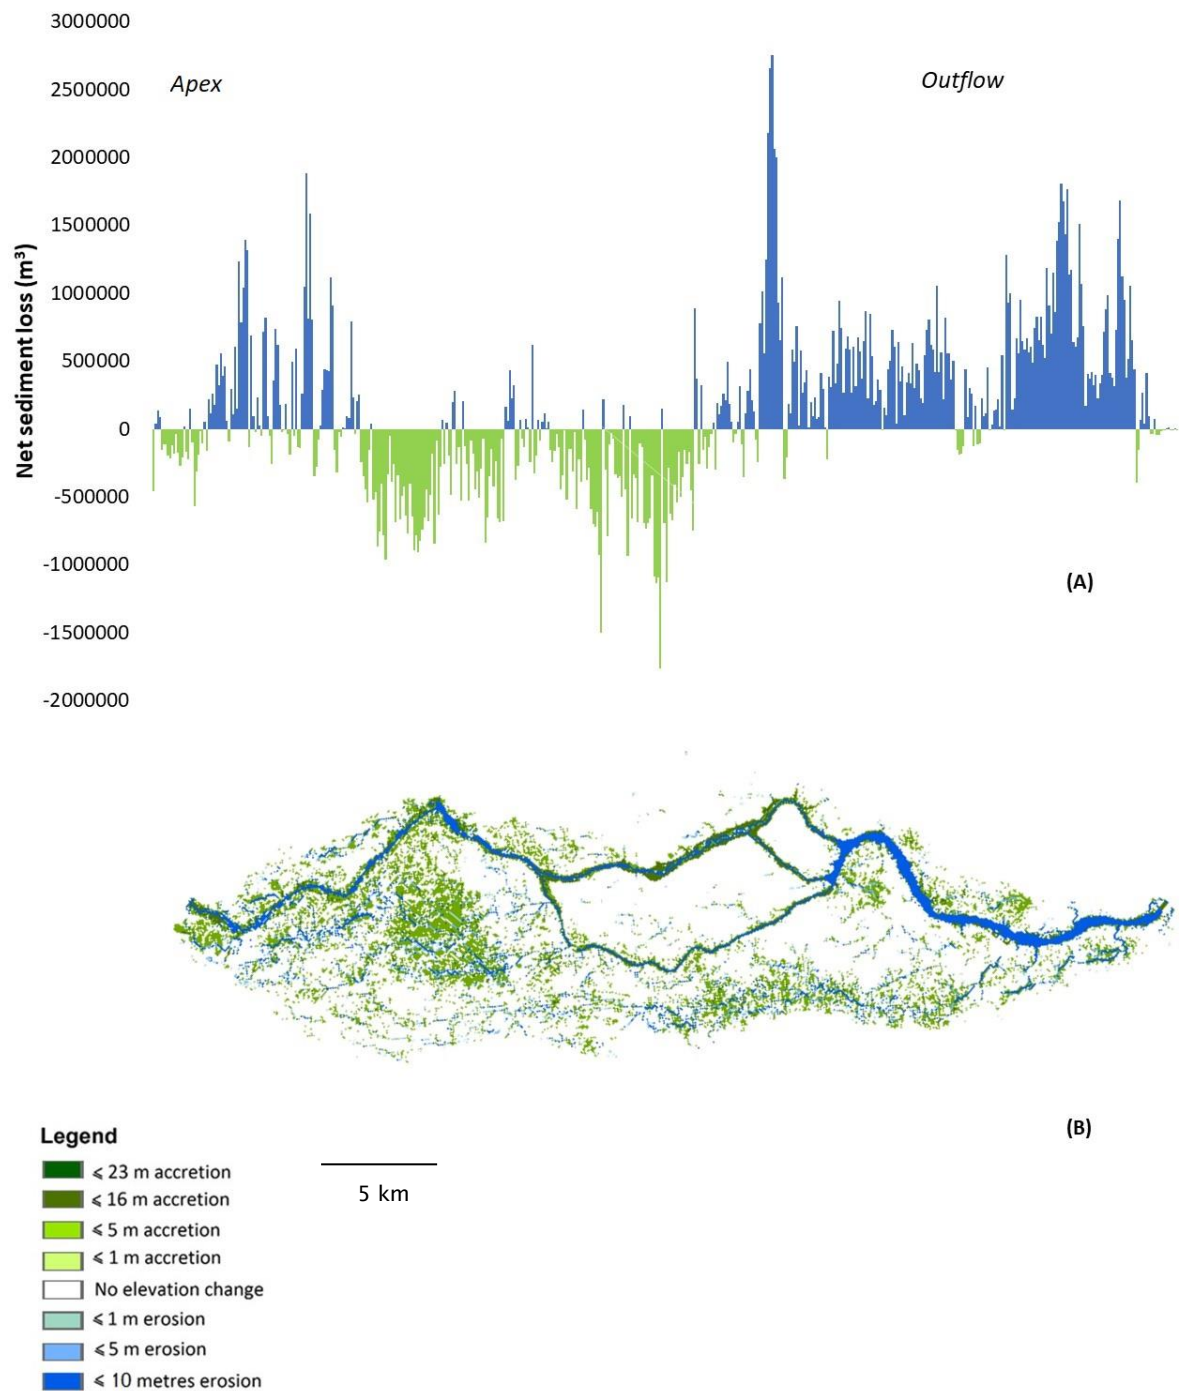 3000000
2500000
2000000
1500000
1000000
500000
0
-500000
-1000000
-1500000
-2000000
Net sediment loss (m³)
Apex
Outflow
(A)
(B)
Legend
⩽ 23 m accretion
⩽ 16 m accretion
⩽ 5 m accretion
⩽ 1 m accretion
No elevation change
⩽ 1 m erosion
⩽ 5 m erosion
⩽ 10 metres erosion
5 km